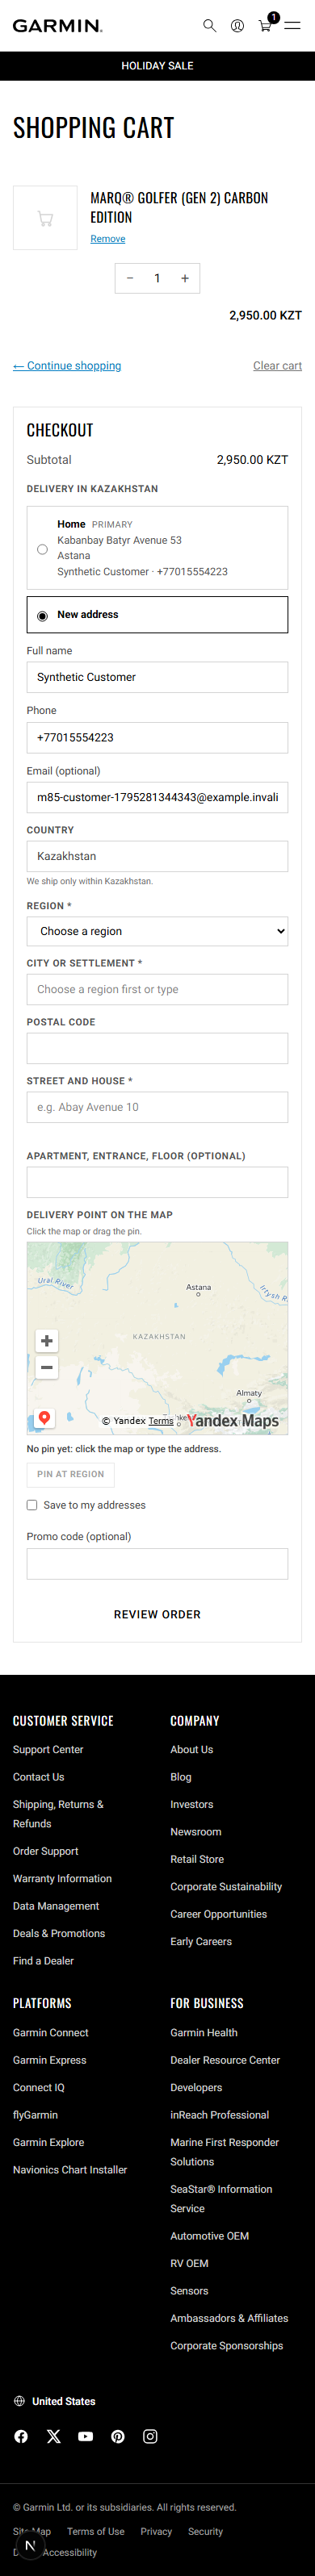 GARMIN
1
HOLIDAY SALE
SHOPPING CART
MARQ® GOLFER (GEN 2) CARBON
EDITION
Remove
− 1 +
2,950.00 KZT
← Continue shopping
Clear cart
CHECKOUT
Subtotal 2,950.00 KZT
DELIVERY IN KAZAKHSTAN
Home PRIMARY
Kabanbay Batyr Avenue 53
Astana
Synthetic Customer · +77015554223
New address
Full name
Synthetic Customer
Phone
+77015554223
Email (optional)
m85-customer-1795281344343@example.invali
COUNTRY
Kazakhstan
We ship only within Kazakhstan.
REGION *
Choose a region
CITY OR SETTLEMENT *
Choose a region first or type
POSTAL CODE
STREET AND HOUSE *
e.g. Abay Avenue 10
APARTMENT, ENTRANCE, FLOOR (OPTIONAL)
DELIVERY POINT ON THE MAP
Click the map or drag the pin.
Ural River
Astana
Irtysh R.
KAZAKHSTAN
Almaty
© Yandex Terms
Yandex Maps
No pin yet: click the map or type the address.
PIN AT REGION
Save to my addresses
Promo code (optional)
REVIEW ORDER
CUSTOMER SERVICE
Support Center
Contact Us
Shipping, Returns &
Refunds
Order Support
Warranty Information
Data Management
Deals & Promotions
Find a Dealer
COMPANY
About Us
Blog
Investors
Newsroom
Retail Store
Corporate Sustainability
Career Opportunities
Early Careers
PLATFORMS
Garmin Connect
Garmin Express
Connect IQ
flyGarmin
Garmin Explore
Navionics Chart Installer
FOR BUSINESS
Garmin Health
Dealer Resource Center
Developers
inReach Professional
Marine First Responder
Solutions
SeaStar® Information
Service
Automotive OEM
RV OEM
Sensors
Ambassadors & Affiliates
Corporate Sponsorships
United States
© Garmin Ltd. or its subsidiaries. All rights reserved.
Site Map Terms of Use Privacy Security
N
Accessibility